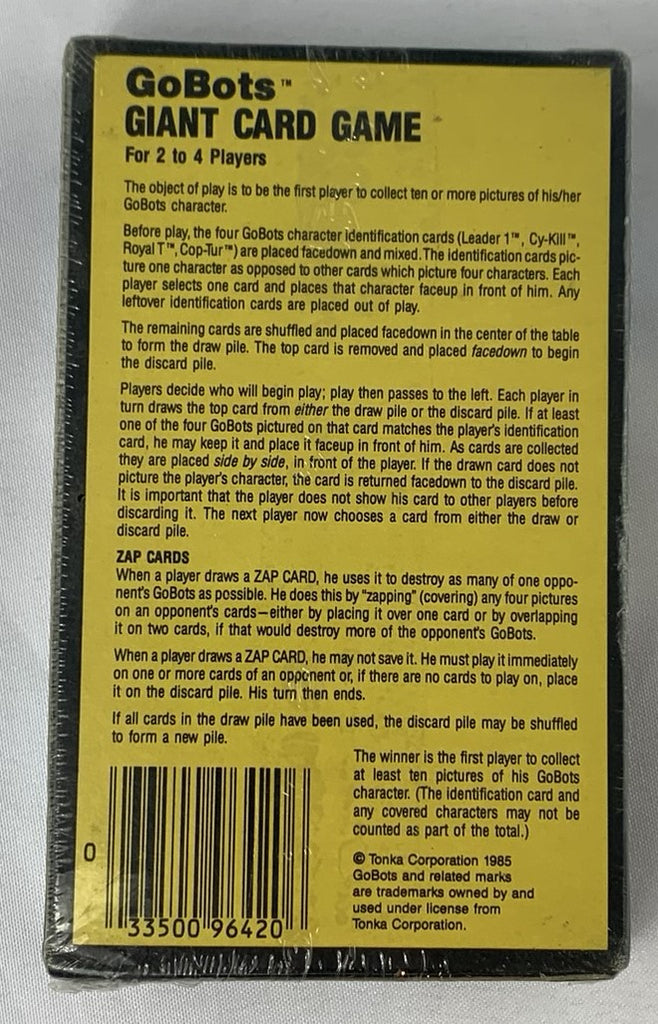 GoBots™
GIANT CARD GAME
For 2 to 4 Players
The object of play is to be the first player to collect ten or more pictures of his/her
GoBots character.
Before play, the four GoBots character identification cards (Leader 1™, Cy-Kill™,
Royal T™, Cop-Tur™) are placed facedown and mixed. The identification cards pic-
ture one character as opposed to other cards which picture four characters. Each
player selects one card and places that character faceup in front of him. Any
leftover identification cards are placed out of play.
The remaining cards are shuffled and placed facedown in the center of the table
to form the draw pile. The top card is removed and placed facedown to begin
the discard pile.
Players decide who will begin play; play then passes to the left. Each player in
turn draws the top card from either the draw pile or the discard pile. If at least
one of the four GoBots pictured on that card matches the player's identification
card, he may keep it and place it faceup in front of him. As cards are collected
they are placed side by side, in front of the player. If the drawn card does not
picture the player's character, the card is returned facedown to the discard pile.
It is important that the player does not show his card to other players before
discarding it. The next player now chooses a card from either the draw or
discard pile.
ZAP CARDS
When a player draws a ZAP CARD, he uses it to destroy as many of one oppo-
nent's GoBots as possible. He does this by "zapping" (covering) any four pictures
on an opponent's cards—either by placing it over one card or by overlapping
it on two cards, if that would destroy more of the opponent's GoBots.
When a player draws a ZAP CARD, he may not save it. He must play it immediately
on one or more cards of an opponent or, if there are no cards to play on, place
it on the discard pile. His turn then ends.
If all cards in the draw pile have been used, the discard pile may be shuffled
to form a new pile.
The winner is the first player to collect
at least ten pictures of his GoBots
character. (The identification card and
any covered characters may not be
counted as part of the total.)
© Tonka Corporation 1985
GoBots and related marks
are trademarks owned by and
used under license from
Tonka Corporation.
0 33500 96420